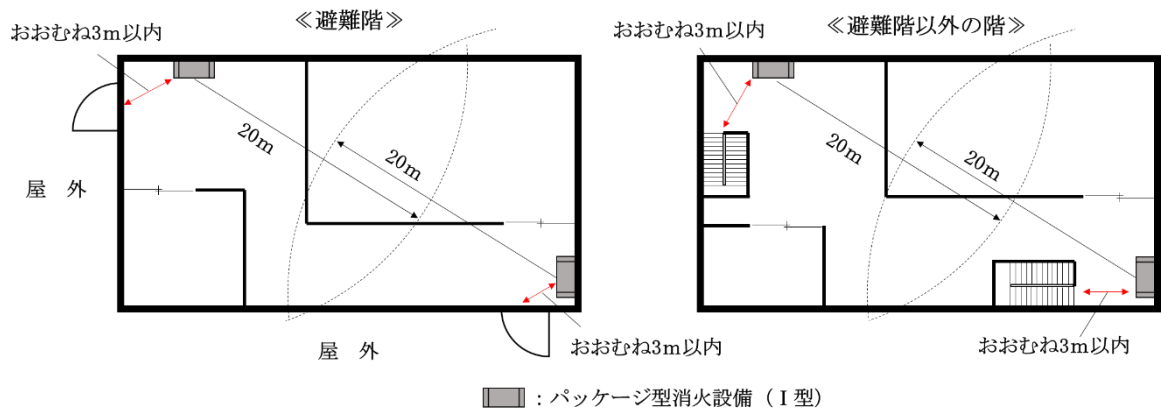 ≪避難階≫
おおむね3m以内
20m
20m
屋　外
屋　外
おおむね3m以内
≪避難階以外の階≫
おおむね3m以内
20m
20m
おおむね3m以内
：パッケージ型消火設備（Ⅰ型）